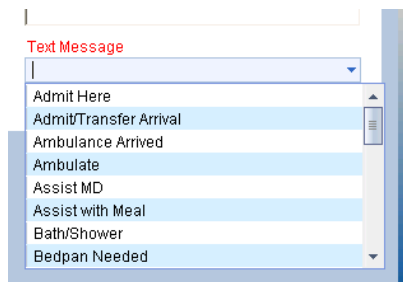 Text Message
Admit Here
Admit/Transfer Arrival
Ambulance Arrived
Ambulate
Assist MD
Assist with Meal
Bath/Shower
Bedpan Needed